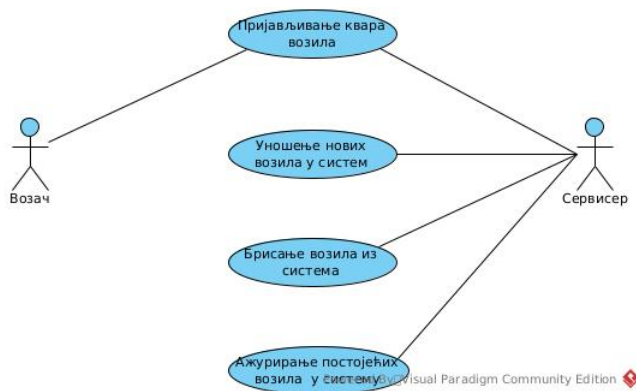 Пријављивање квара
возила
Уношење нових
возила у систем
Возач
Сервисер
Брисање возила из
система
Ажурирање постојећих
возила у систему
Visual Paradigm Community Edition